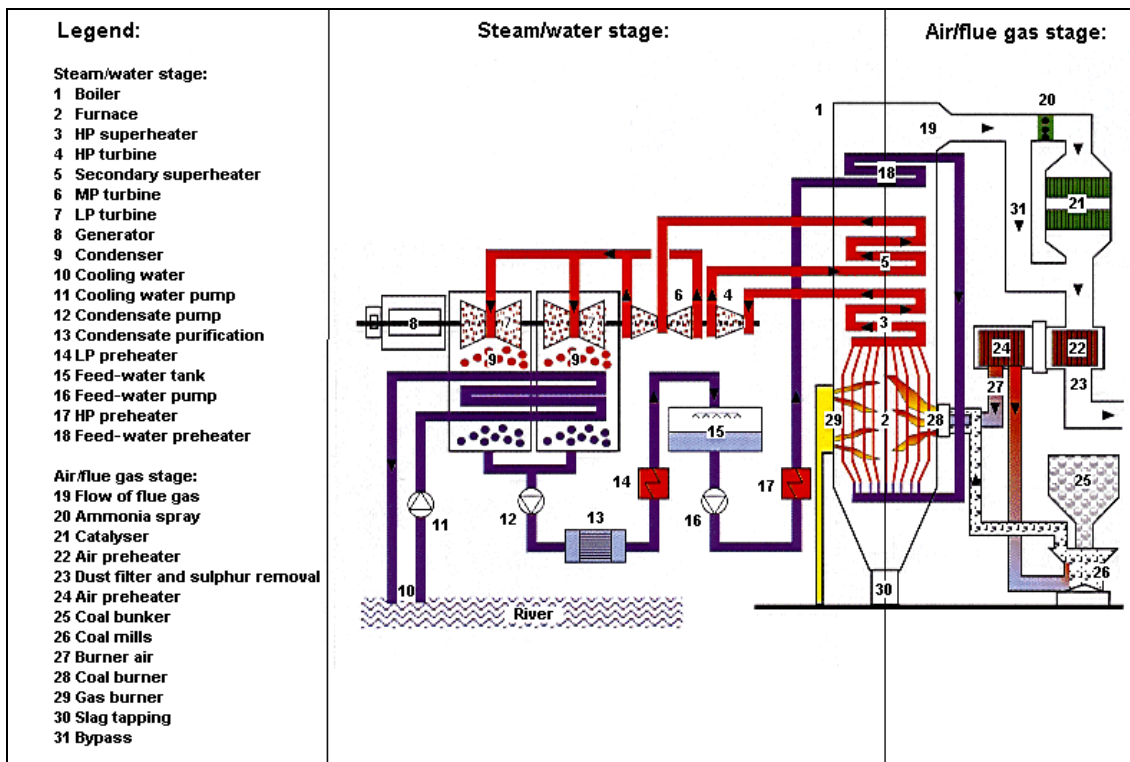 Legend:
Steam/water stage:
1 Boiler
2 Furnace
3 HP superheater
4 HP turbine
5 Secondary superheater
6 MP turbine
7 LP turbine
8 Generator
9 Condenser
10 Cooling water
11 Cooling water pump
12 Condensate pump
13 Condensate purification
14 LP preheater
15 Feed-water tank
16 Feed-water pump
17 HP preheater
18 Feed-water preheater
Air/flue gas stage:
19 Flow of flue gas
20 Ammonia spray
21 Catalyser
22 Air preheater
23 Dust filter and sulphur removal
24 Air preheater
25 Coal bunker
26 Coal mills
27 Burner air
28 Coal burner
29 Gas burner
30 Slag tapping
31 Bypass
Steam/water stage:
Air/flue gas stage:
1
20
19
18
31
21
5
6
4
8
7
7
3
9
9
24
22
27
23
29
2
28
15
14
17
25
11
12
13
16
10
30
26
River